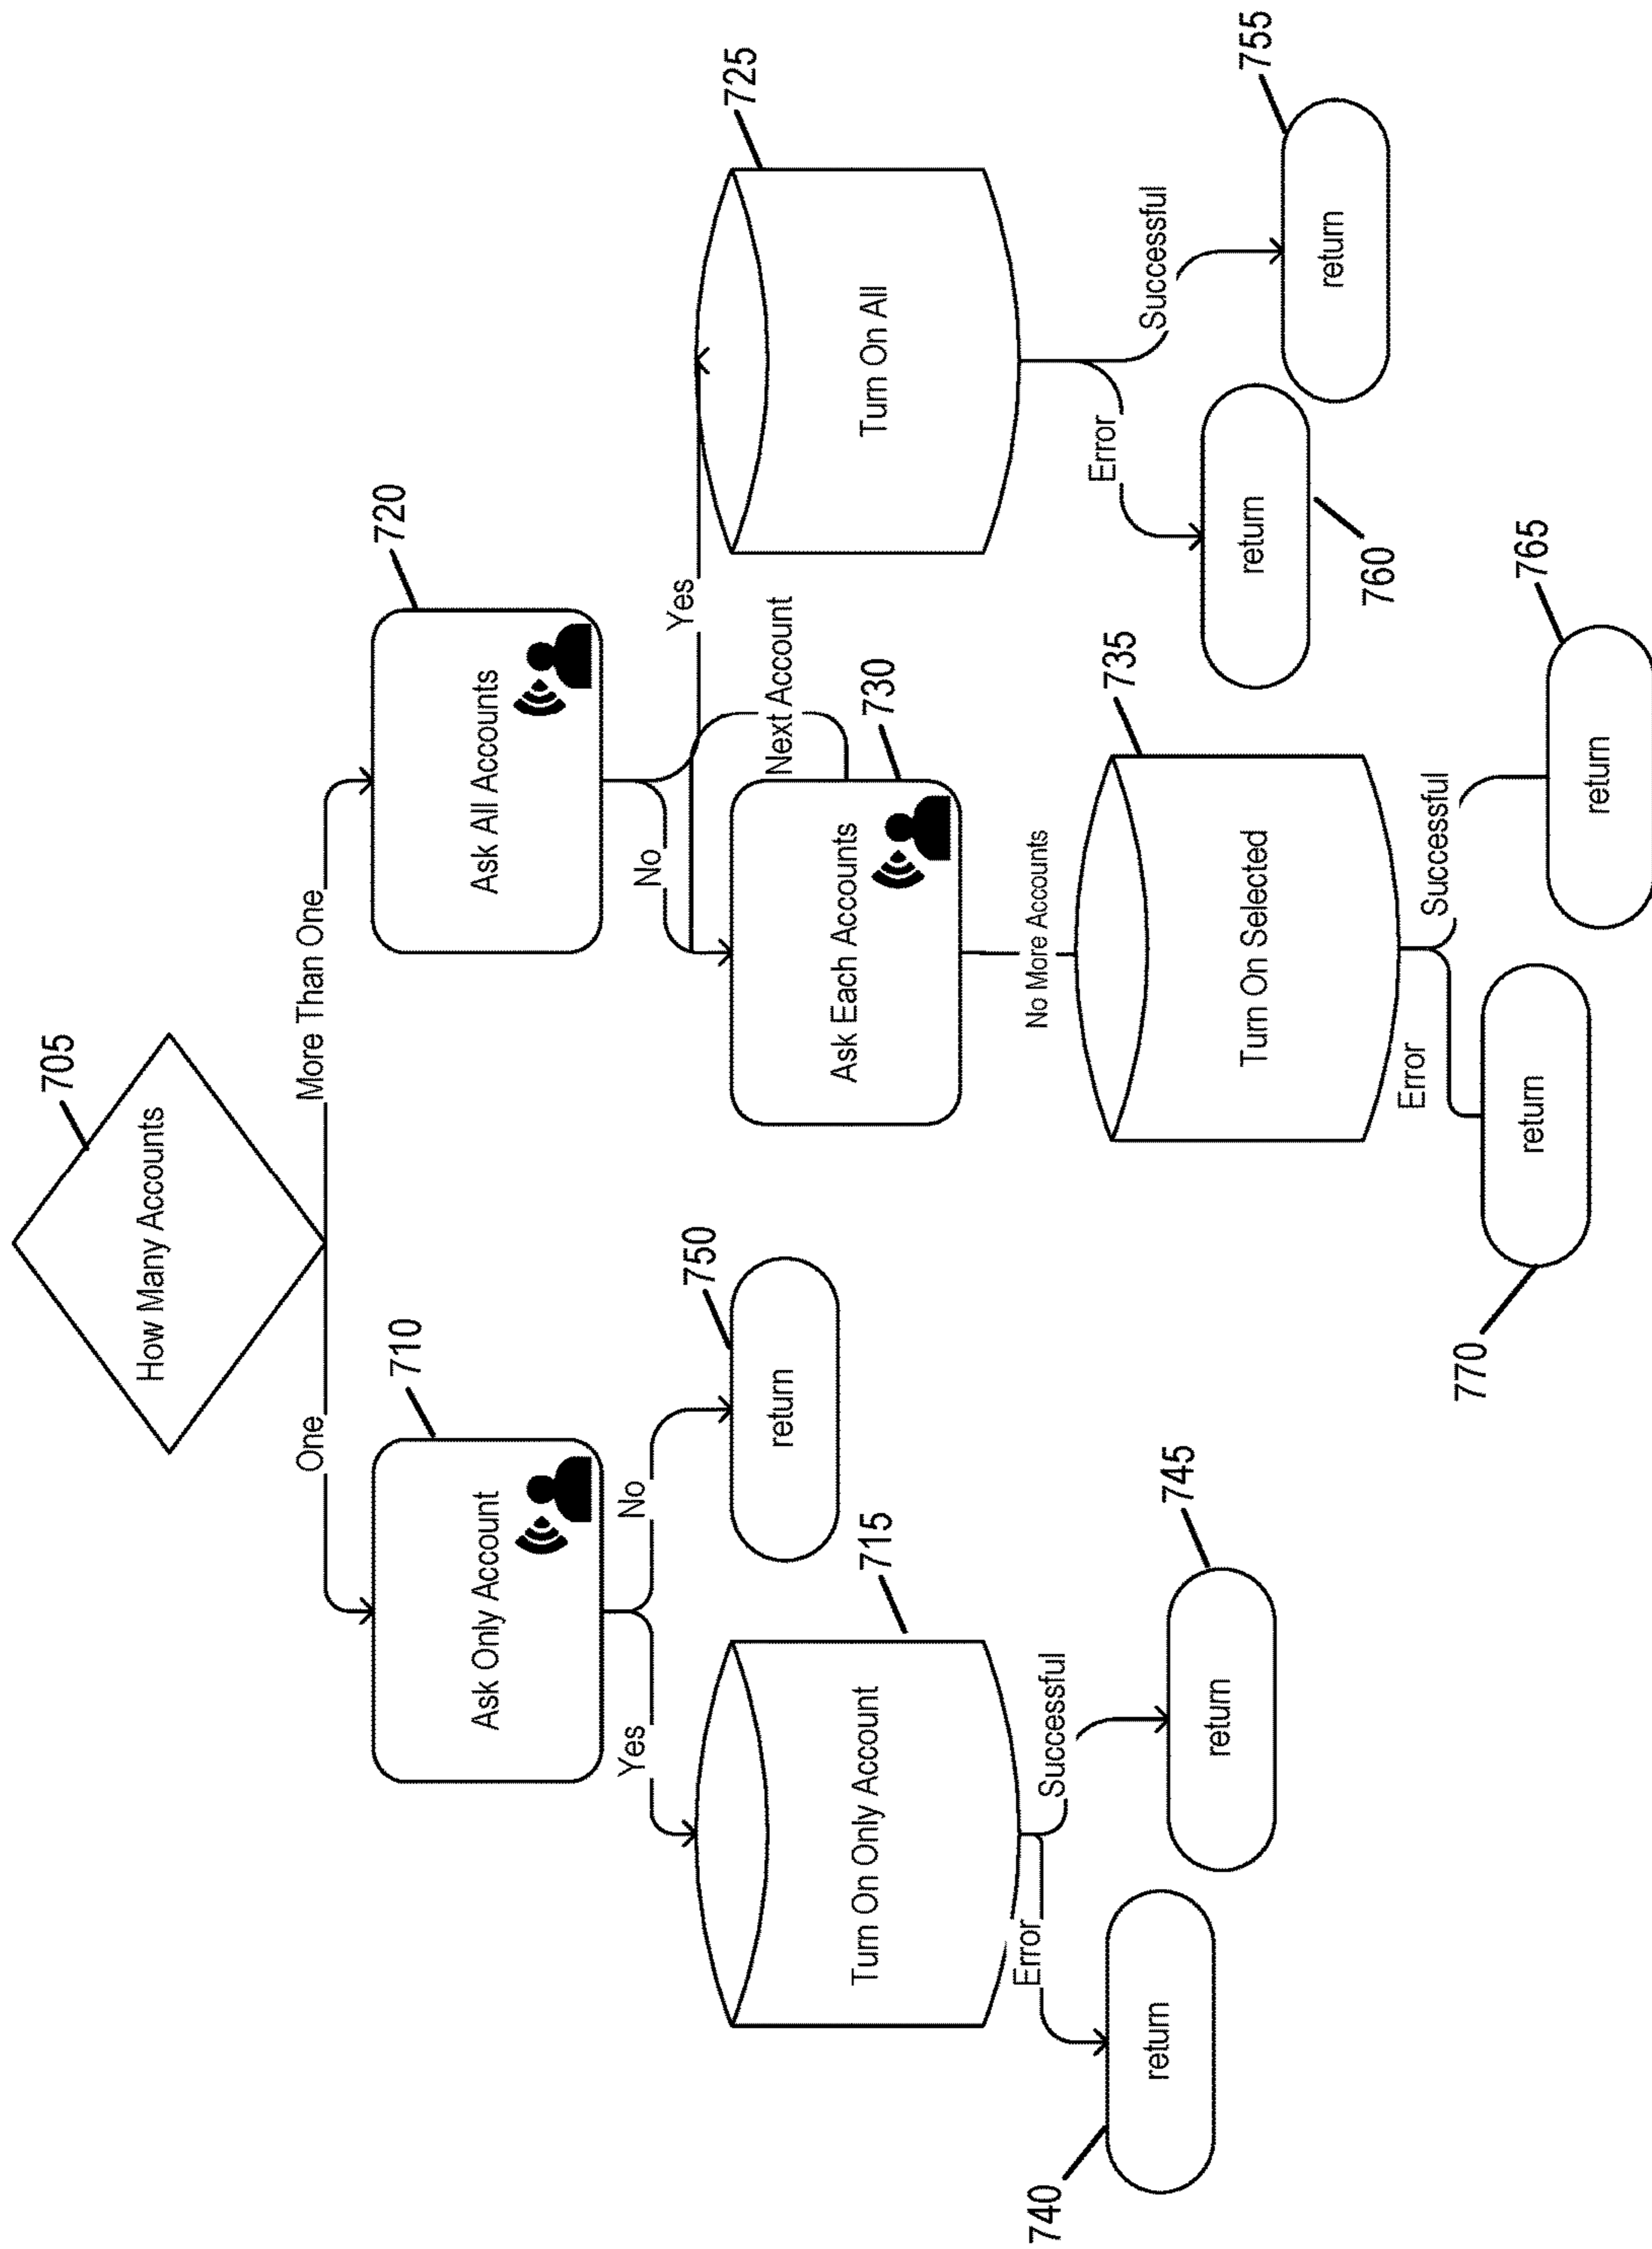 705
How Many Accounts
One
More Than One
710
Ask Only Account
720
Ask All Accounts
Yes
No
No
Yes
Next Account
750
return
715
Turn On Only Account
730
Ask Each Accounts
725
Turn On All
No More Accounts
Error
Successful
735
Turn On Selected
Error
Successful
740
return
745
return
760
return
755
return
Error
Successful
770
return
765
return